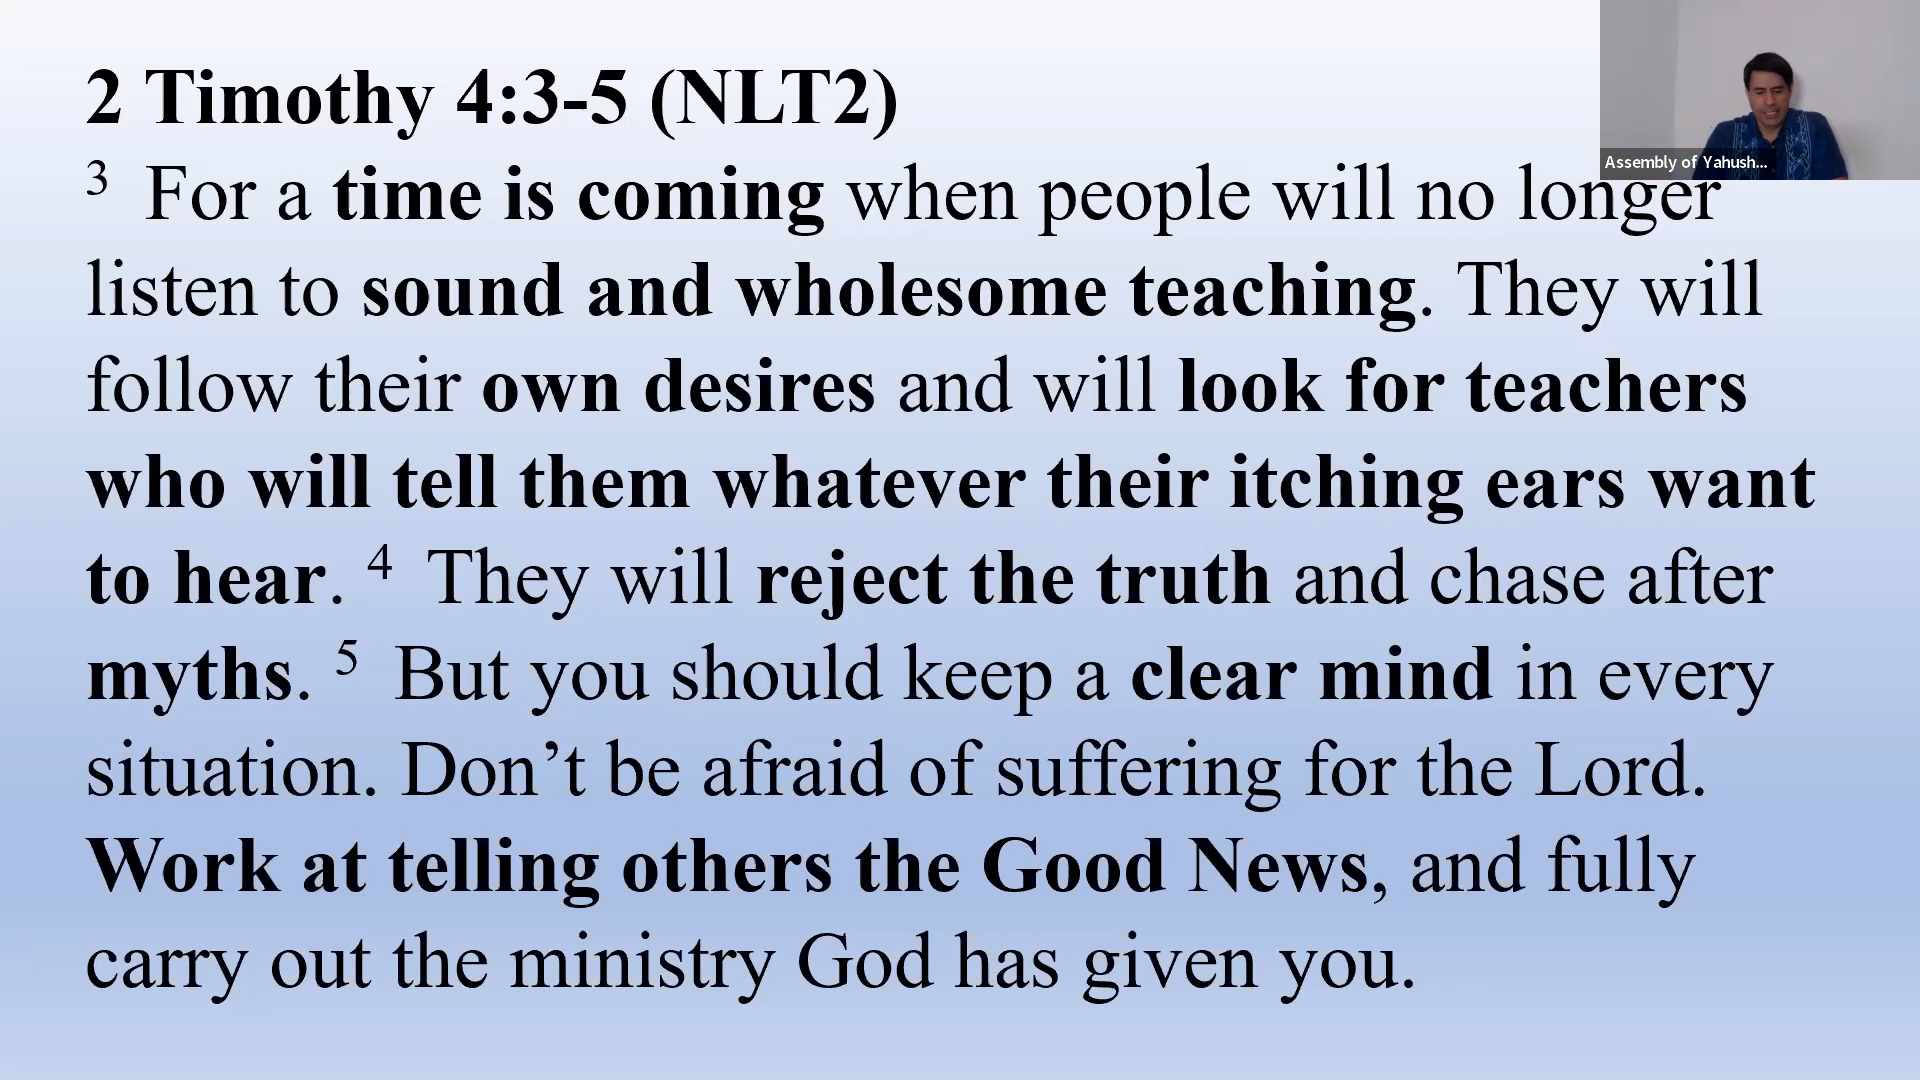 2 Timothy 4:3-5 (NLT2)
3 For a time is coming when people will no longer
listen to sound and wholesome teaching. They will
follow their own desires and will look for teachers
who will tell them whatever their itching ears want
to hear. 4 They will reject the truth and chase after
myths. 5 But you should keep a clear mind in every
situation. Don’t be afraid of suffering for the Lord.
Work at telling others the Good News, and fully
carry out the ministry God has given you.
Assembly of Yahush...